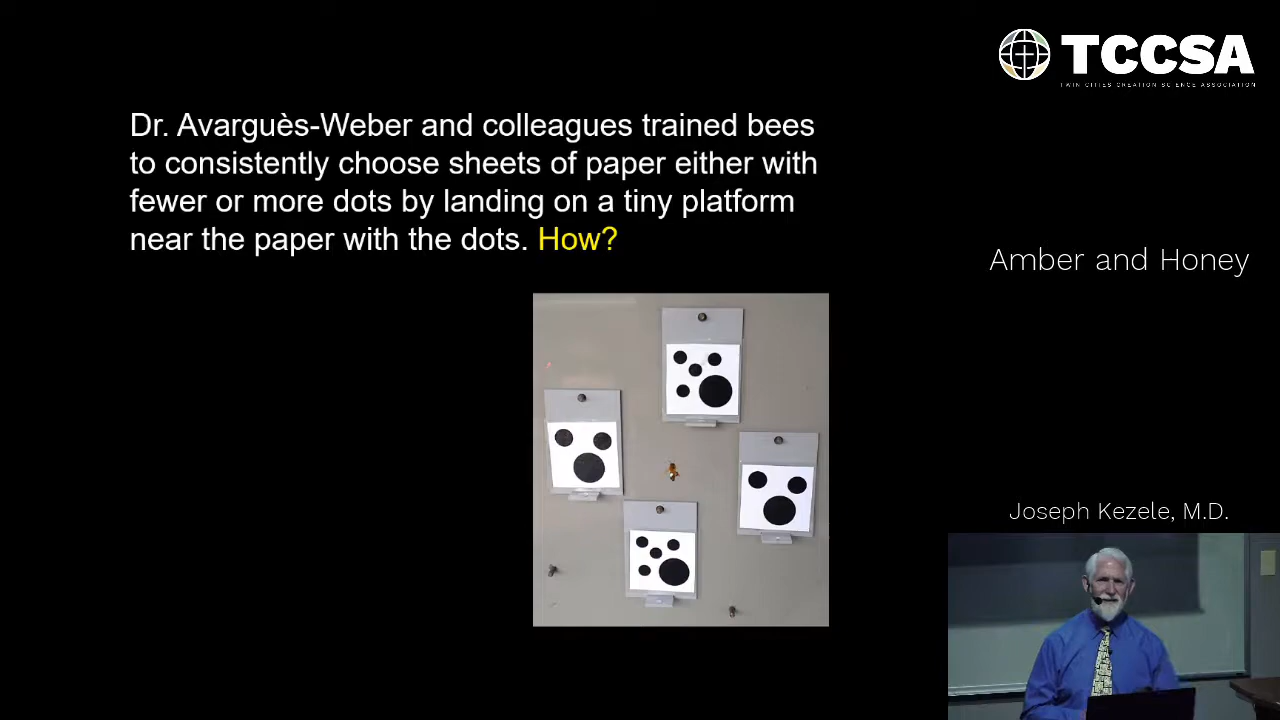 TCCSA
TWIN CITIES CREATION SCIENCE ASSOCIATION
Dr. Avarguès-Weber and colleagues trained bees
to consistently choose sheets of paper either with
fewer or more dots by landing on a tiny platform
near the paper with the dots. How?
Amber and Honey
Joseph Kezele, M.D.